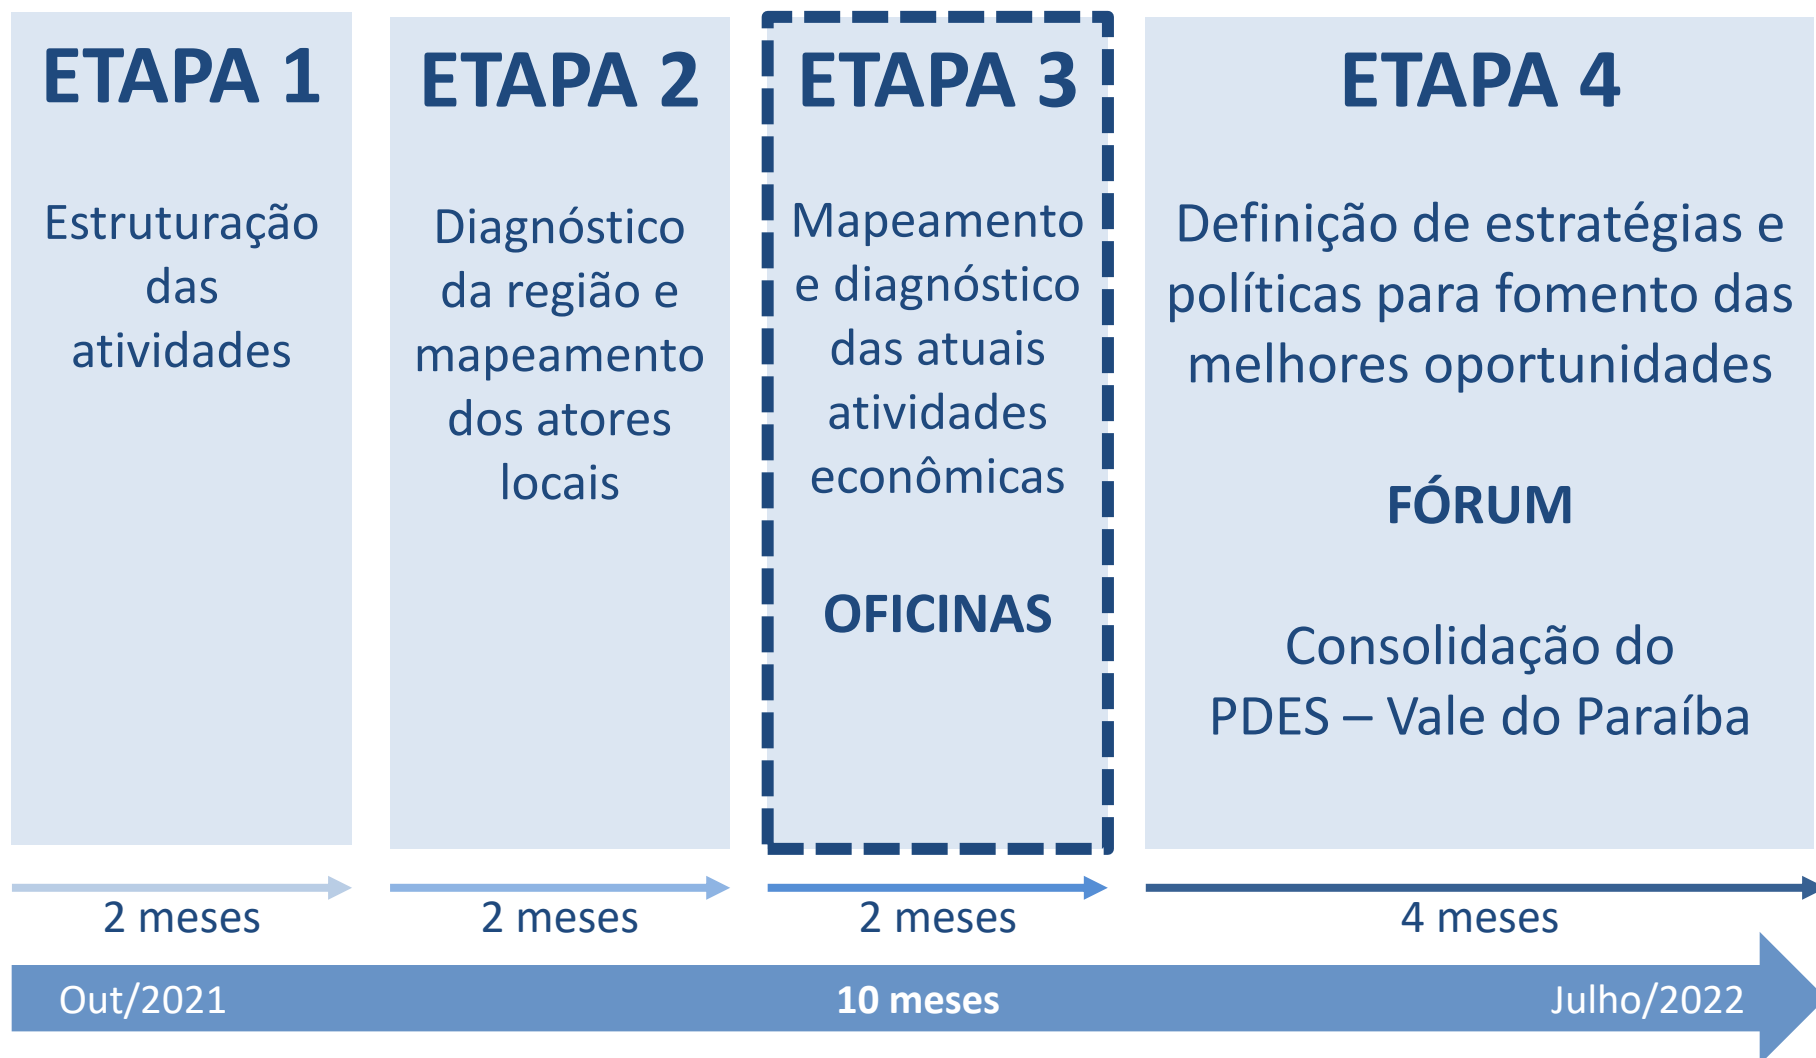 ETAPA 1
Estruturação
das
atividades
ETAPA 2
Diagnóstico
da região e
mapeamento
dos atores
locais
ETAPA 3
Mapeamento
e diagnóstico
das atuais
atividades
econômicas
OFICINAS
ETAPA 4
Definição de estratégias e
políticas para fomento das
melhores oportunidades
FÓRUM
Consolidação do
PDES – Vale do Paraíba
2 meses
2 meses
2 meses
4 meses
Out/2021
10 meses
Julho/2022